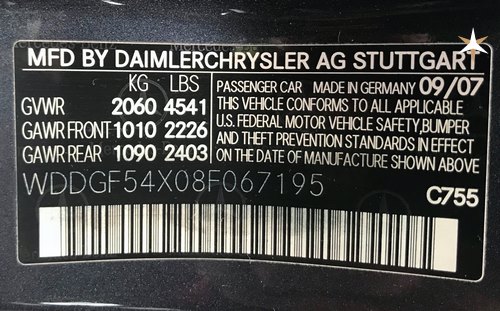 MFD BY DAIMLERCHRYSLER AG STUTTGART
KG LBS
GVWR 2060 4541
GAWR FRONT 1010 2226
GAWR REAR 1090 2403
PASSENGER CAR MADE IN GERMANY 09/07
THIS VEHICLE CONFORMS TO ALL APPLICABLE
U.S. FEDERAL MOTOR VEHICLE SAFETY, BUMPER
AND THEFT PREVENTION STANDARDS IN EFFECT
ON THE DATE OF MANUFACTURE SHOWN ABOVE
WDDGF54X08F067195
C755